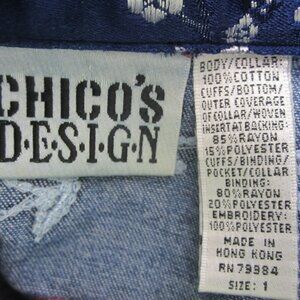 CHICO'S
D•E•S•I•G•N
BODY/COLLAR:
100%COTTON
CUFFS/BOTTOM/
OUTER COVERAGE
OF COLLAR/WOVEN
INSERT AT BACKING:
85%RAYON
15%POLYESTER
CUFFS/BINDING/
POCKET/COLLAR
BINDING:
80%RAYON
20%POLYESTER
EMBROIDERY:
100%POLYESTER
MADE IN
HONG KONG
RN 79984
SIZE: 1